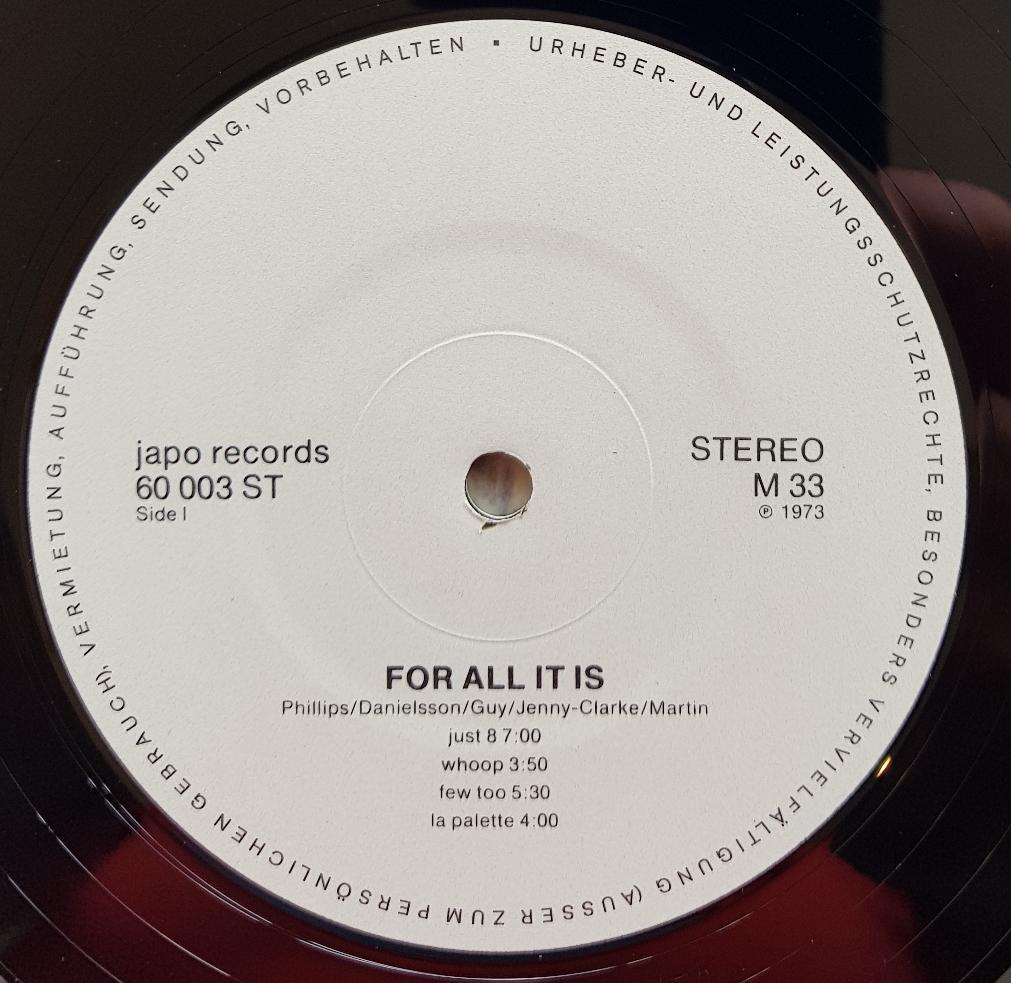 URHEBER- UND LEISTUNGSSCHUTZRECHTE, BESONDERS VERVIELFÄLTIGUNG (AUSSER ZUM PERSÖNLICHEN GEBRAUCH), VERMIETUNG, AUFFÜHRUNG, SENDUNG, VORBEHALTEN ▪
japo records
60 003 ST
Side I
STEREO
M 33
℗ 1973
FOR ALL IT IS
Phillips/Danielsson/Guy/Jenny-Clarke/Martin
just 8 7:00
whoop 3:50
few too 5:30
la palette 4:00